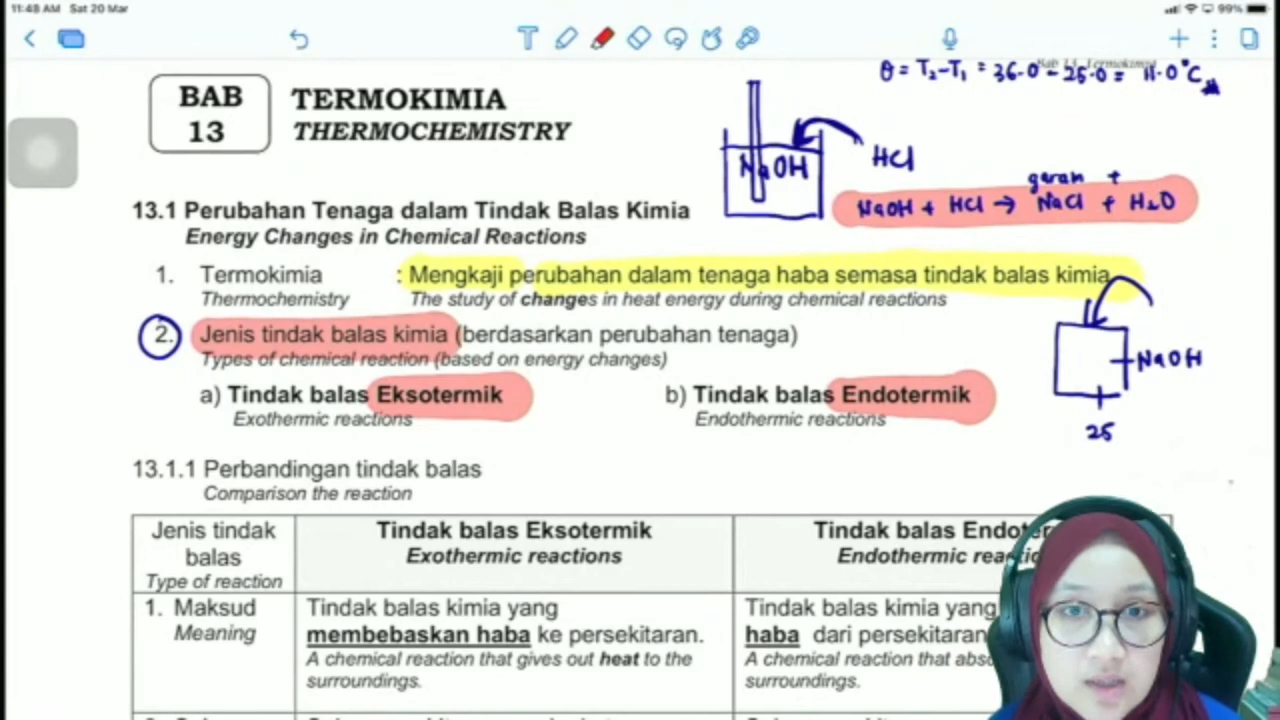 11:48 AM Sat 20 Mar
99%
θ = T₂-T₁ = 36.0 - 25.0 = 11.0°C
BAB
13
TERMOKIMIA
THERMOCHEMISTRY
NaOH
HCl
garam +
NaOH + HCl → NaCl + H₂O
13.1 Perubahan Tenaga dalam Tindak Balas Kimia
Energy Changes in Chemical Reactions
1. Termokimia : Mengkaji perubahan dalam tenaga haba semasa tindak balas kimia
Thermochemistry The study of changes in heat energy during chemical reactions
2. Jenis tindak balas kimia (berdasarkan perubahan tenaga)
Types of chemical reaction (based on energy changes)
NaOH
25
a) Tindak balas Eksotermik b) Tindak balas Endotermik
Exothermic reactions Endothermic reactions
13.1.1 Perbandingan tindak balas
Comparison the reaction
Jenis tindak
balas
Type of reaction
Tindak balas Eksotermik
Exothermic reactions
Tindak balas
Endothermic
1. Maksud
Meaning
Tindak balas kimia yang
membebaskan haba ke persekitaran.
A chemical reaction that gives out heat to the
surroundings.
Tindak balas kimia yang
haba dari persekitaran
A chemical reaction that
surroundings.